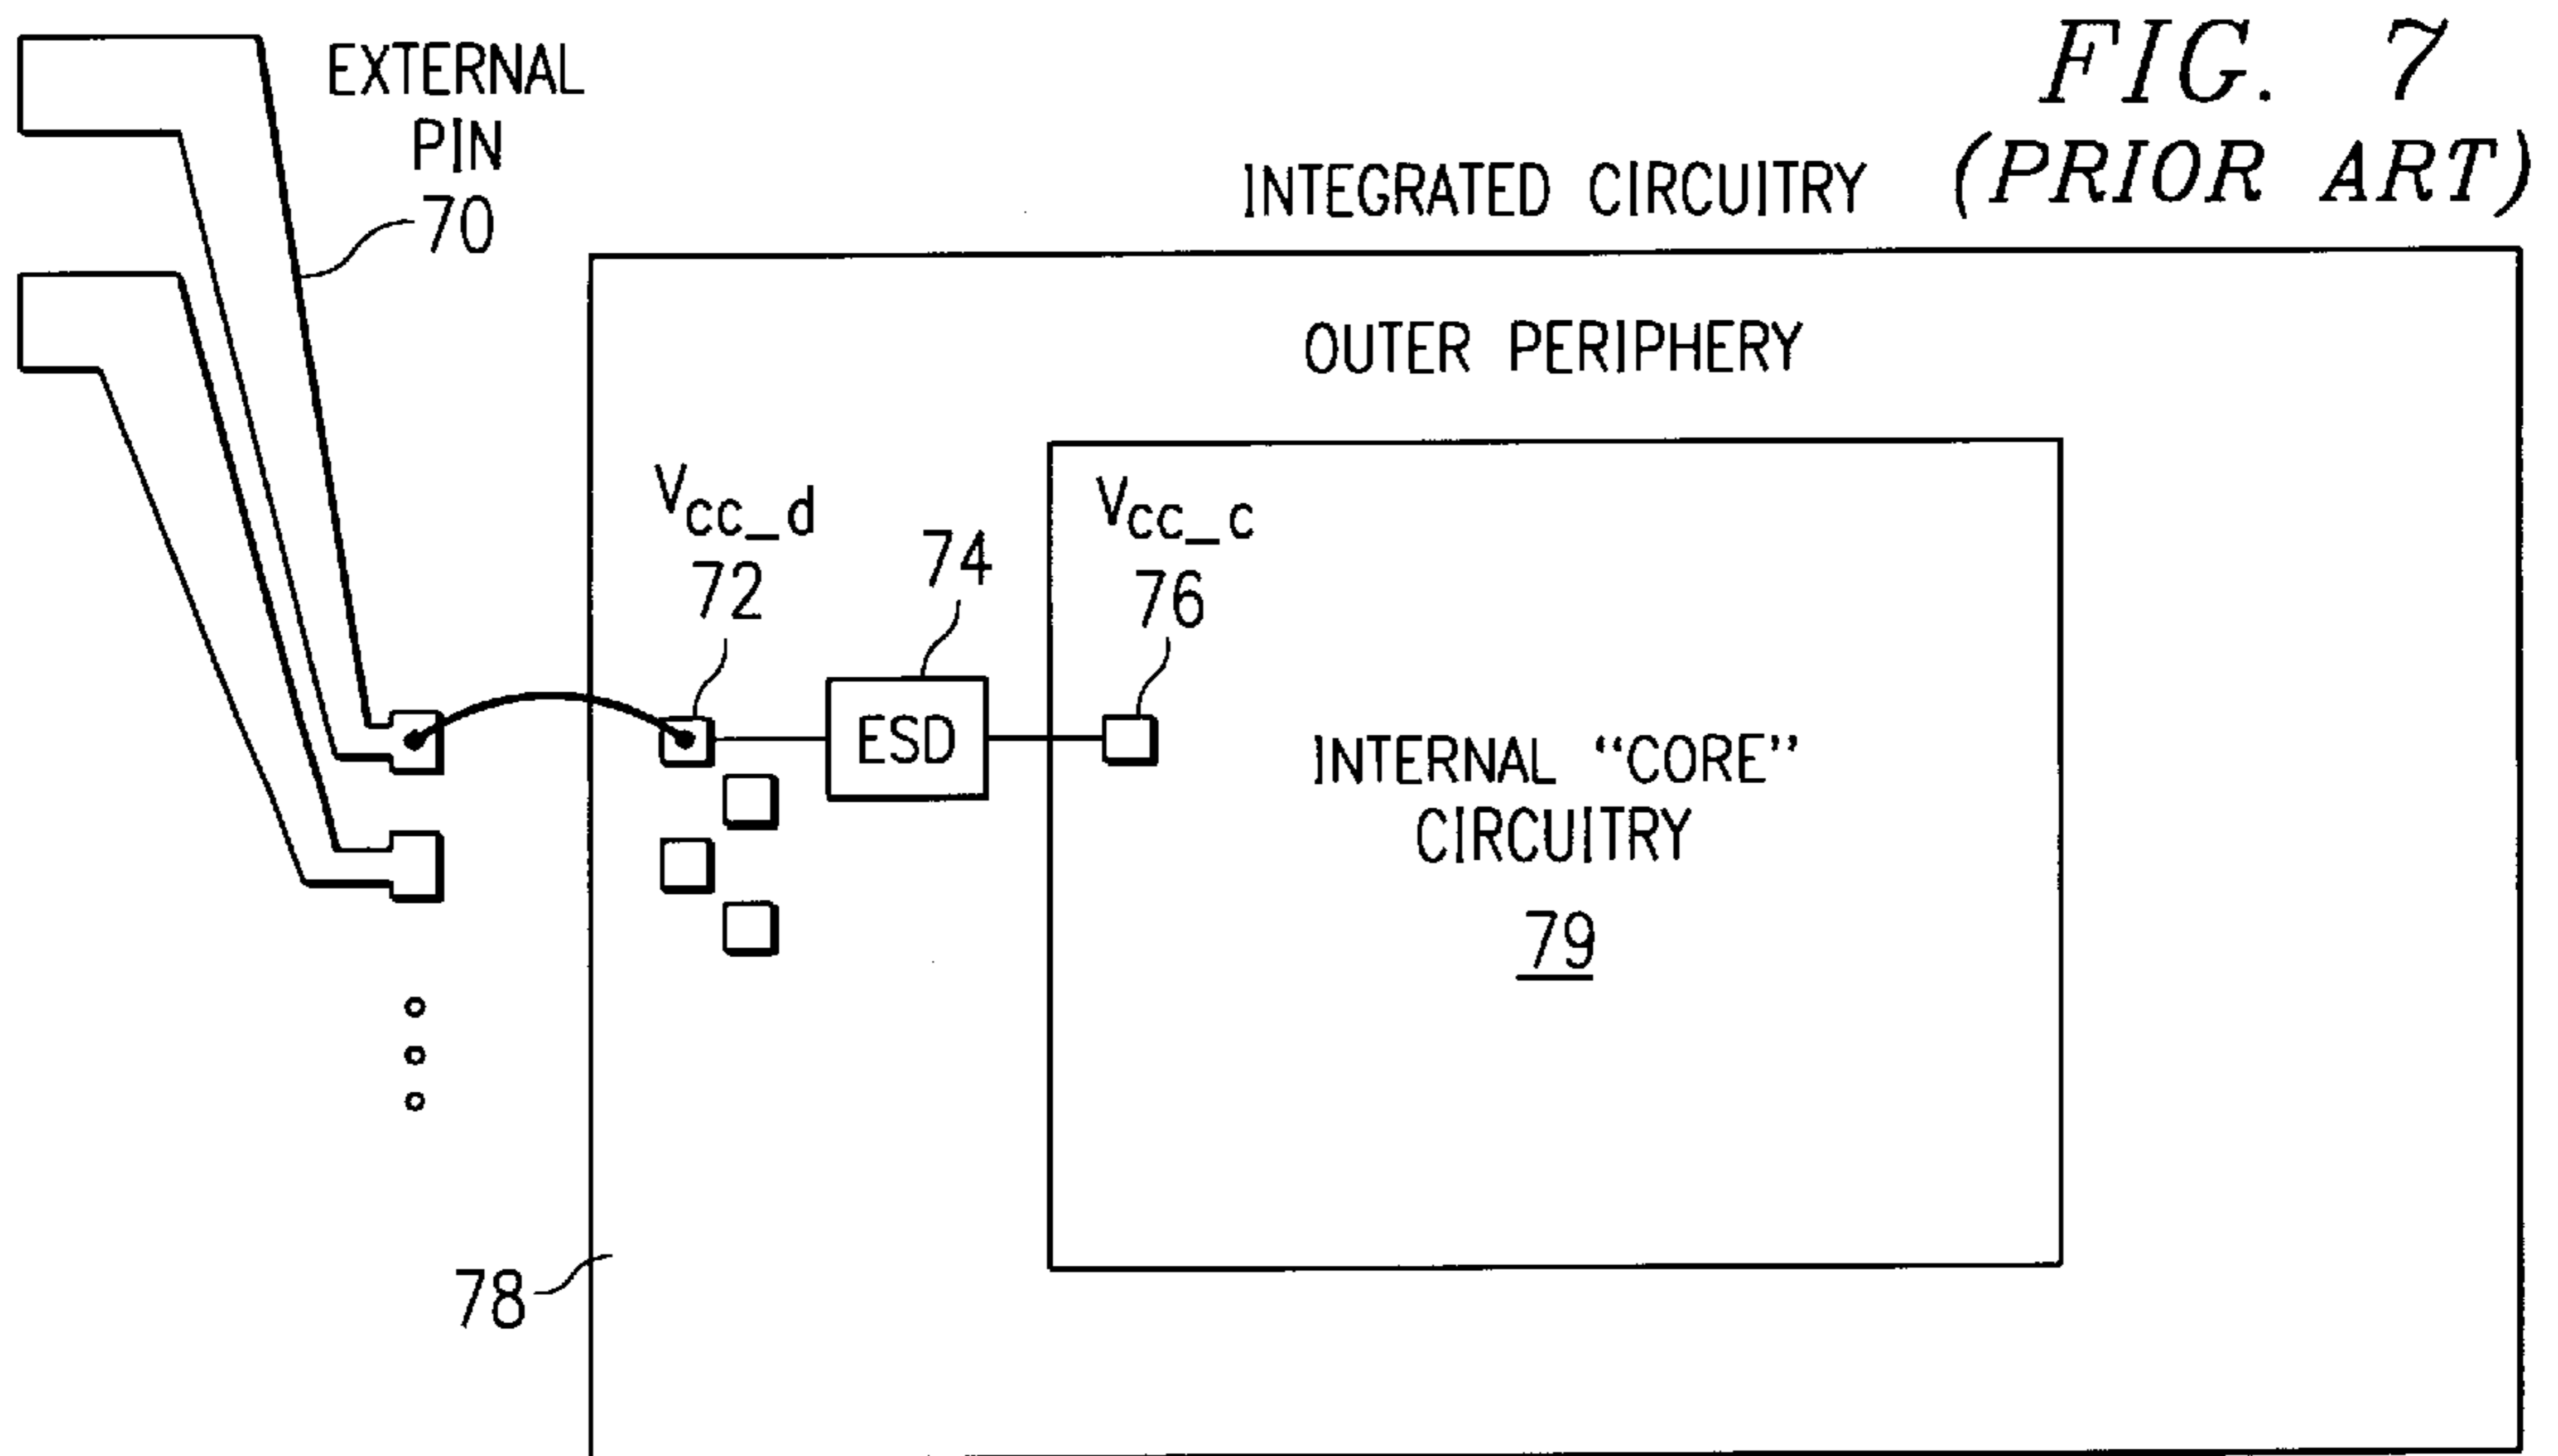 FIG. 7
(PRIOR ART)
EXTERNAL
PIN
70
INTEGRATED CIRCUITRY
OUTER PERIPHERY
Vcc_d
72
74
Vcc_c
76
ESD
INTERNAL “CORE”
CIRCUITRY
79
78